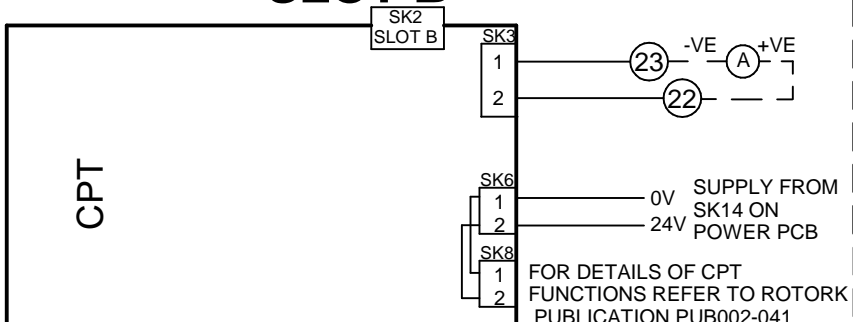 SK2
SLOT B
SK3
1
23
-VE
A
+VE
2
22
CPT
SK6
1
0V
SUPPLY FROM
2
24V
SK14 ON
POWER PCB
SK8
1
FOR DETAILS OF CPT
2
FUNCTIONS REFER TO ROTORK
PUBLICATION PUB002-041